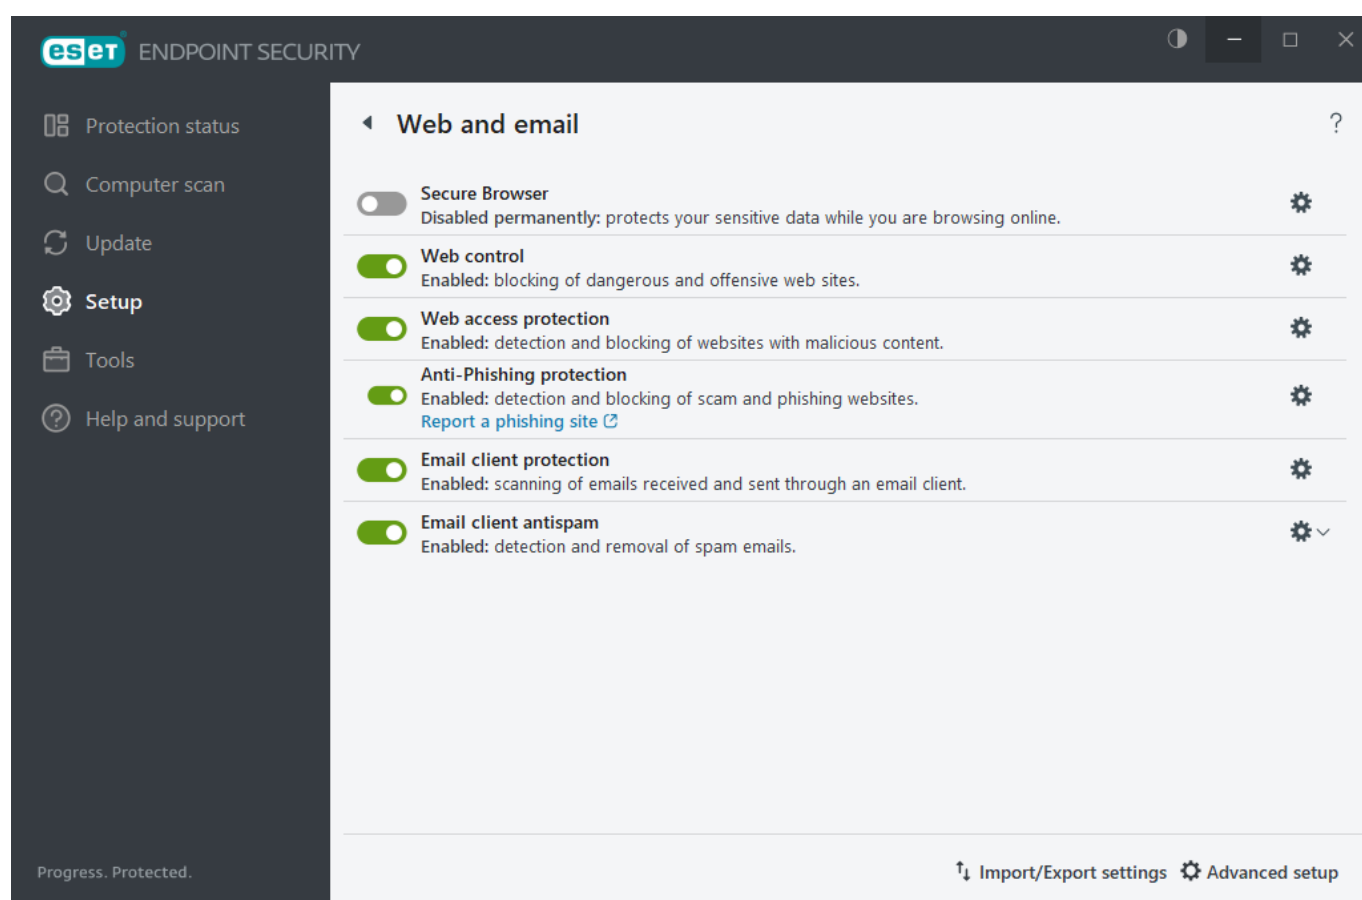 eset ENDPOINT SECURITY
Protection status
Computer scan
Update
Setup
Tools
Help and support
Progress. Protected.
Web and email
?
Secure Browser
Disabled permanently: protects your sensitive data while you are browsing online.
Web control
Enabled: blocking of dangerous and offensive web sites.
Web access protection
Enabled: detection and blocking of websites with malicious content.
Anti-Phishing protection
Enabled: detection and blocking of scam and phishing websites.
Report a phishing site
Email client protection
Enabled: scanning of emails received and sent through an email client.
Email client antispam
Enabled: detection and removal of spam emails.
Import/Export settings Advanced setup